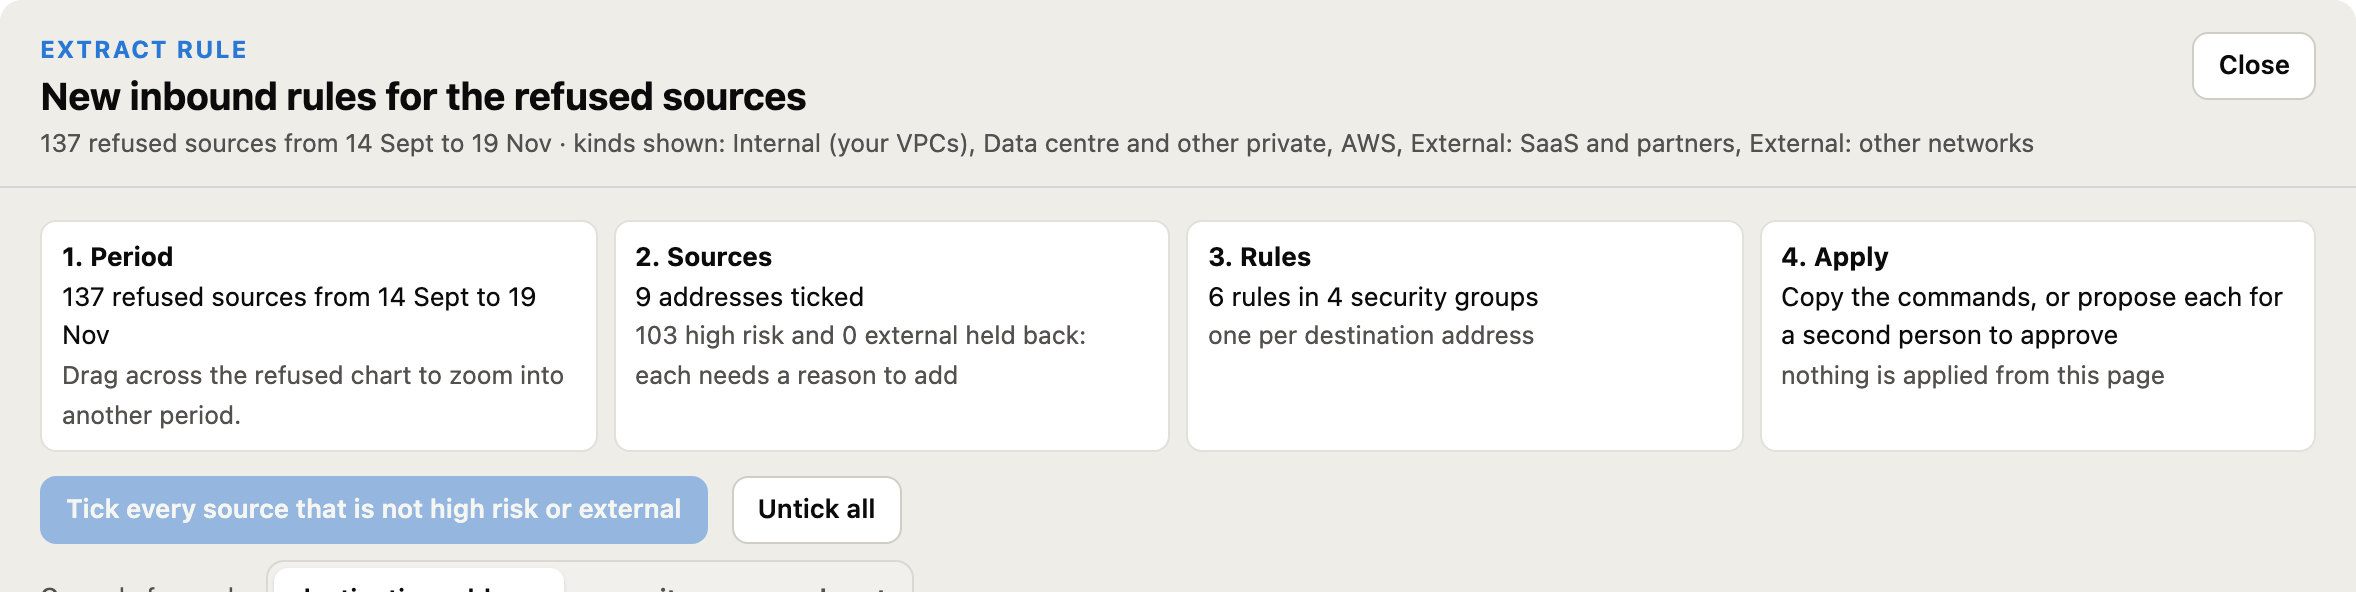 EXTRACT RULE
New inbound rules for the refused sources
137 refused sources from 14 Sept to 19 Nov · kinds shown: Internal (your VPCs), Data centre and other private, AWS, External: SaaS and partners, External: other networks
Close
1. Period
137 refused sources from 14 Sept to 19
Nov
Drag across the refused chart to zoom into
another period.
2. Sources
9 addresses ticked
103 high risk and 0 external held back:
each needs a reason to add
3. Rules
6 rules in 4 security groups
one per destination address
4. Apply
Copy the commands, or propose each for
a second person to approve
nothing is applied from this page
Tick every source that is not high risk or external
Untick all